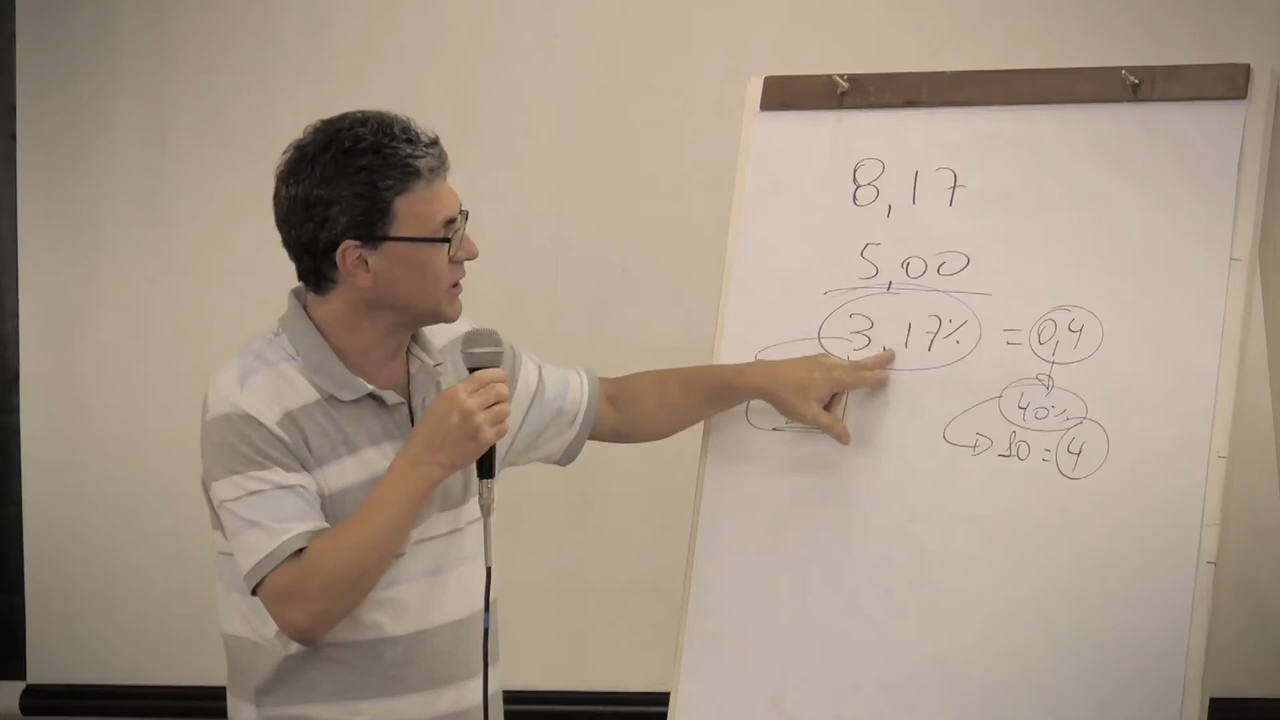 8,17
5,00
3,17% = 0,4
40%
10 = 4